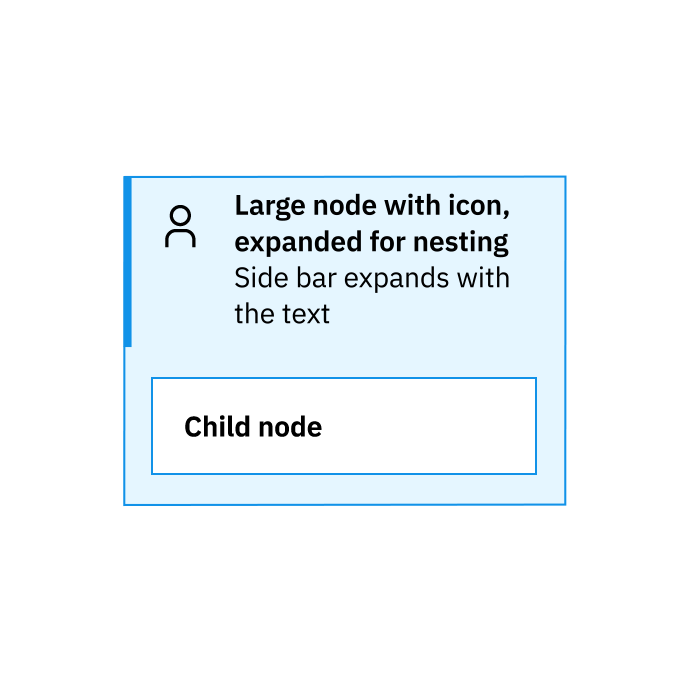 Large node with icon,
expanded for nesting
Side bar expands with
the text
Child node